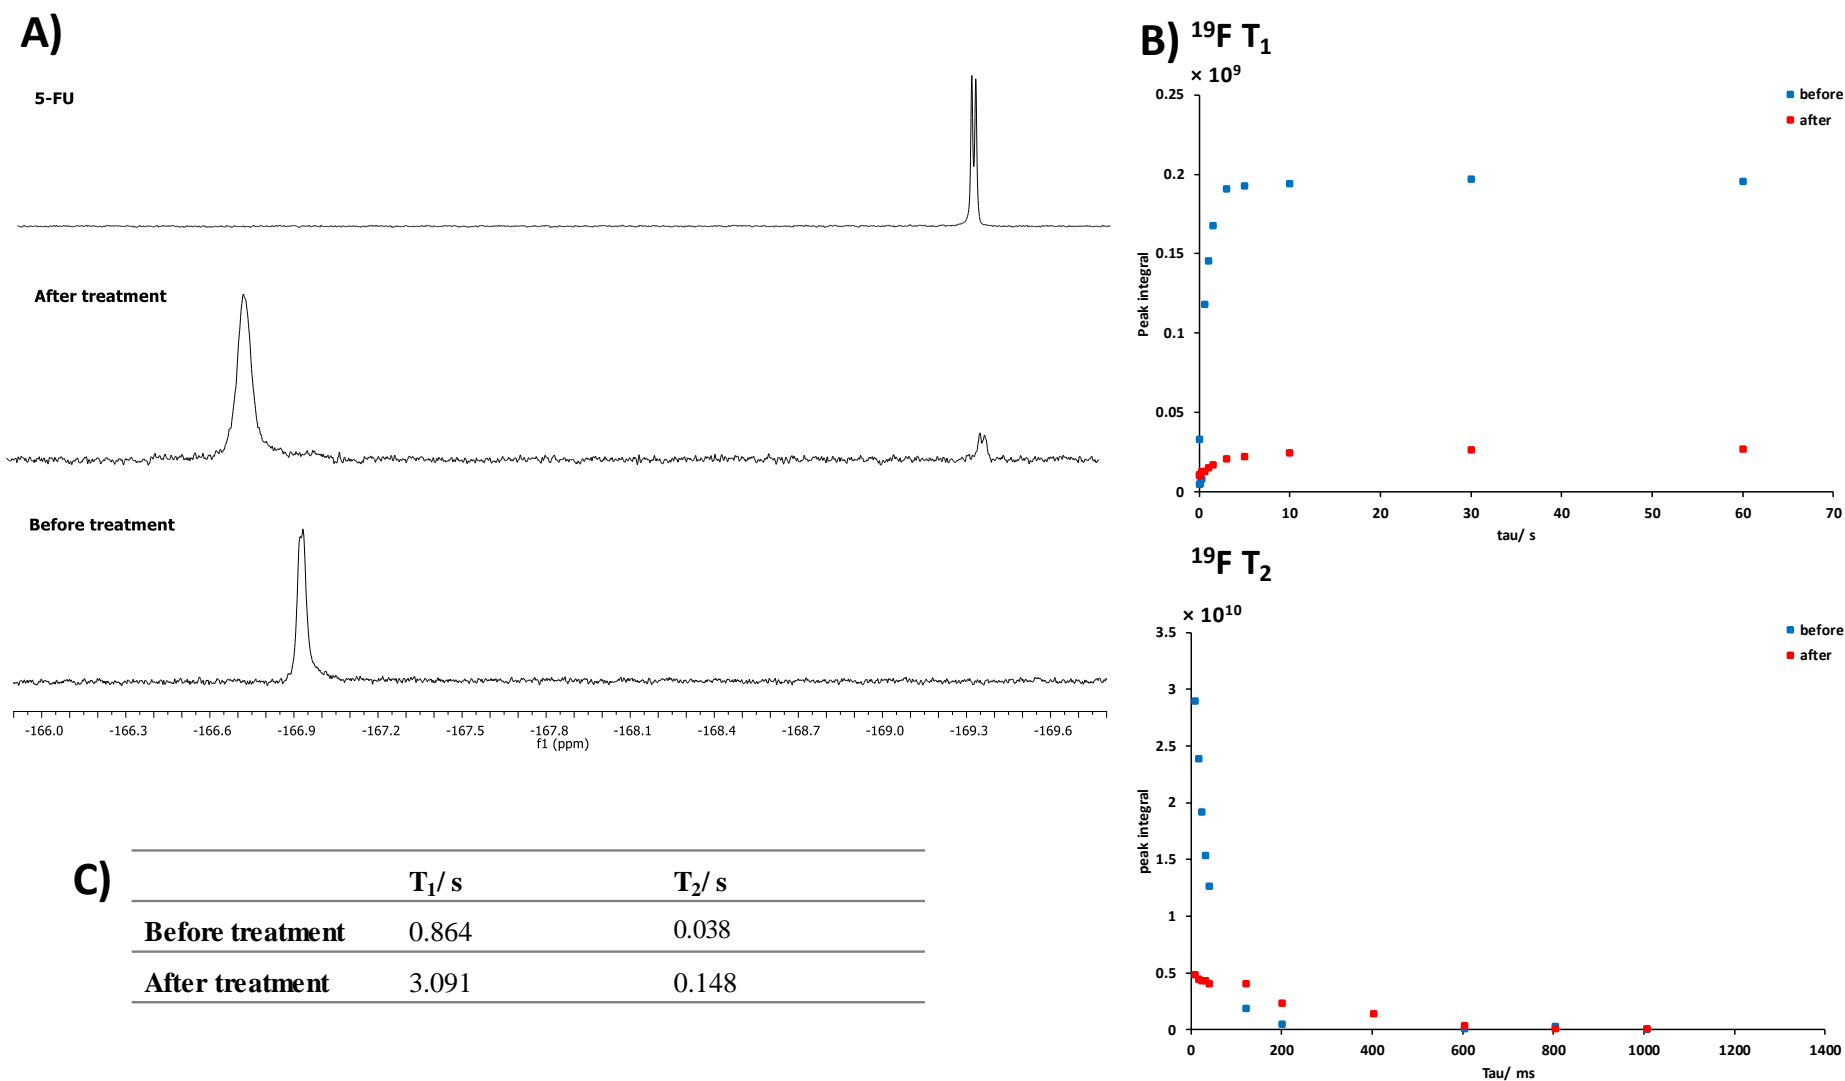 A)
5-FU
After treatment
Before treatment
-166.0 -166.3 -166.6 -166.9 -167.2 -167.5 -167.8 -168.1 -168.4 -168.7 -169.0 -169.3 -169.6
f1 (ppm)
B) ¹⁹F T₁
× 10⁹
0.25
0.2
0.15
0.1
0.05
0
Peak integral
before
after
0 10 20 30 40 50 60 70
tau/ s
¹⁹F T₂
× 10¹⁰
3.5
3
2.5
2
1.5
1
0.5
0
peak integral
before
after
0 200 400 600 800 1000 1200 1400
Tau/ ms
C)
T₁/ s T₂/ s
Before treatment 0.864 0.038
After treatment 3.091 0.148